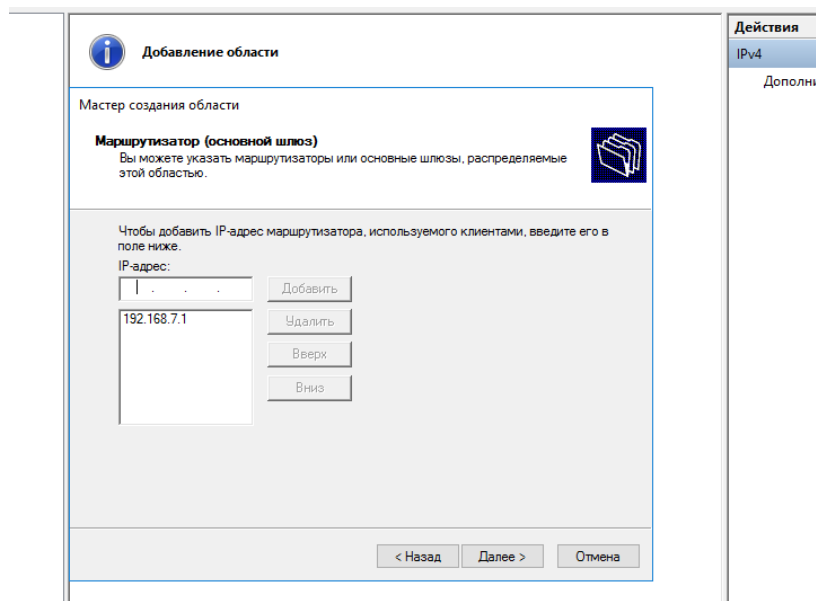 Действия
Добавление области
IPv4
Дополни
Мастер создания области
Маршрутизатор (основной шлюз)
Вы можете указать маршрутизаторы или основные шлюзы, распределяемые
этой областью.
Чтобы добавить IP-адрес маршрутизатора, используемого клиентами, введите его в
поле ниже.
IP-адрес:
. . .
Добавить
192.168.7.1
Удалить
Вверх
Вниз
< Назад
Далее >
Отмена